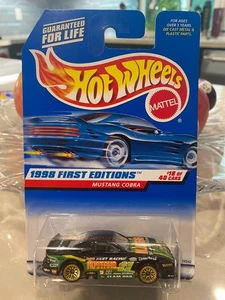 GUARANTEED
FOR LIFE
FOR AGES
OVER 3 YEARS.
DIE CAST METAL &
PLASTIC PARTS.
Hot Wheels
MATTEL
1998 FIRST EDITIONS™
#18 of
40 CARS
MUSTANG COBRA